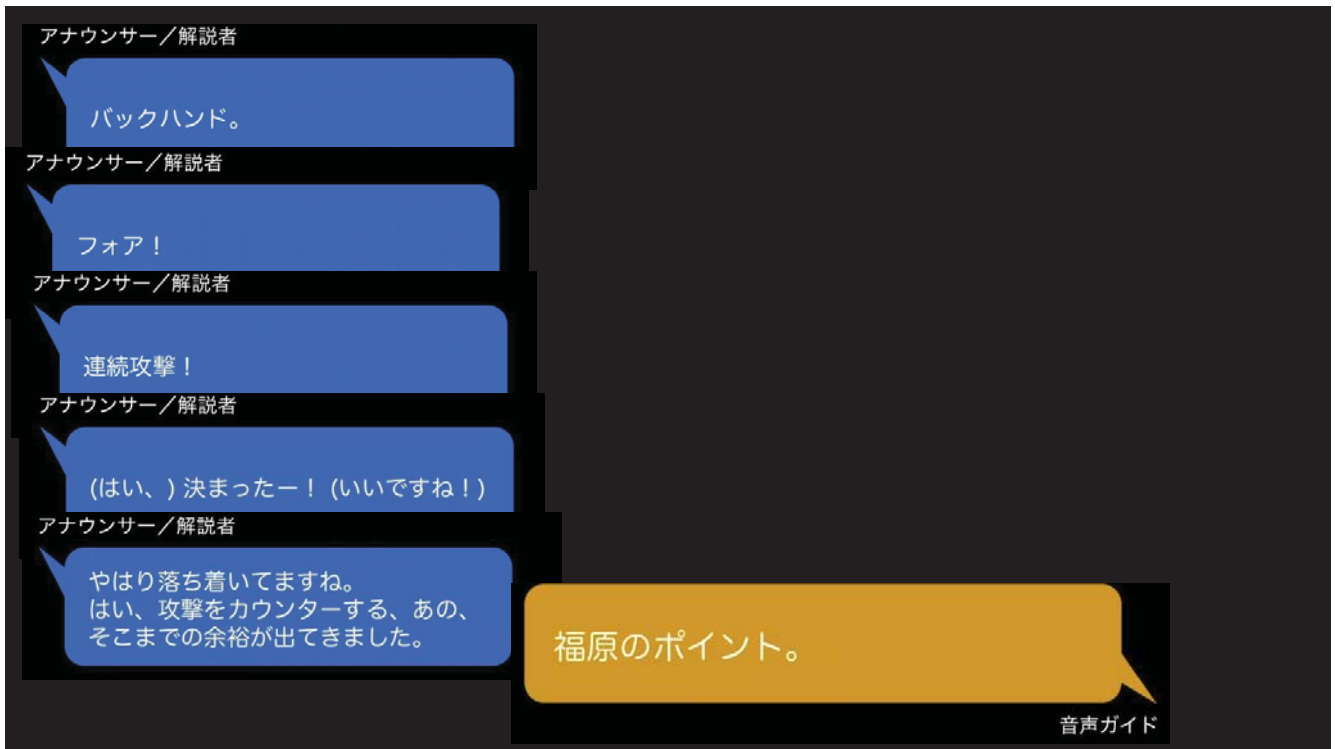 アナウンサー／解説者
バックハンド。
アナウンサー／解説者
フォア！
アナウンサー／解説者
連続攻撃！
アナウンサー／解説者
(はい、) 決まったー！ (いいですね！)
アナウンサー／解説者
やはり落ち着いてますね。
はい、攻撃をカウンターする、あの、
そこまでの余裕が出てきました。
福原のポイント。
音声ガイド